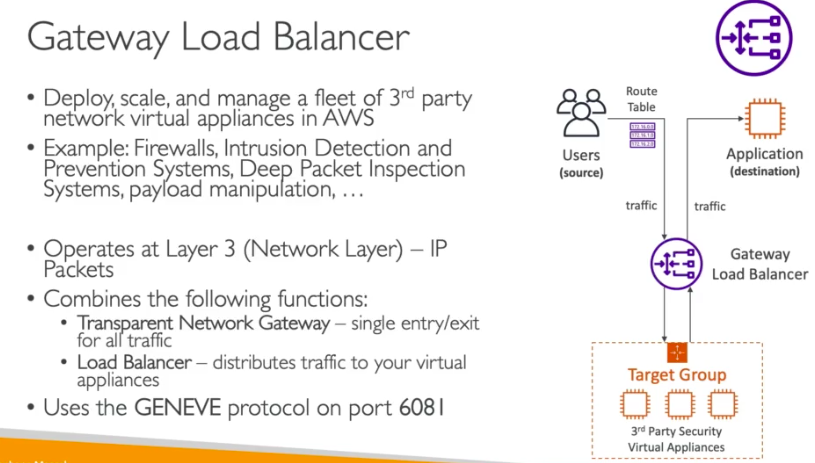 Gateway Load Balancer
• Deploy, scale, and manage a fleet of 3rd party
network virtual appliances in AWS
• Example: Firewalls, Intrusion Detection and
Prevention Systems, Deep Packet Inspection
Systems, payload manipulation, …
• Operates at Layer 3 (Network Layer) – IP
Packets
• Combines the following functions:
• Transparent Network Gateway – single entry/exit
for all traffic
• Load Balancer – distributes traffic to your virtual
appliances
• Uses the GENEVE protocol on port 6081
Route
Table
Users
(source)
Application
(destination)
traffic
traffic
Gateway
Load Balancer
Target Group
3rd Party Security
Virtual Appliances